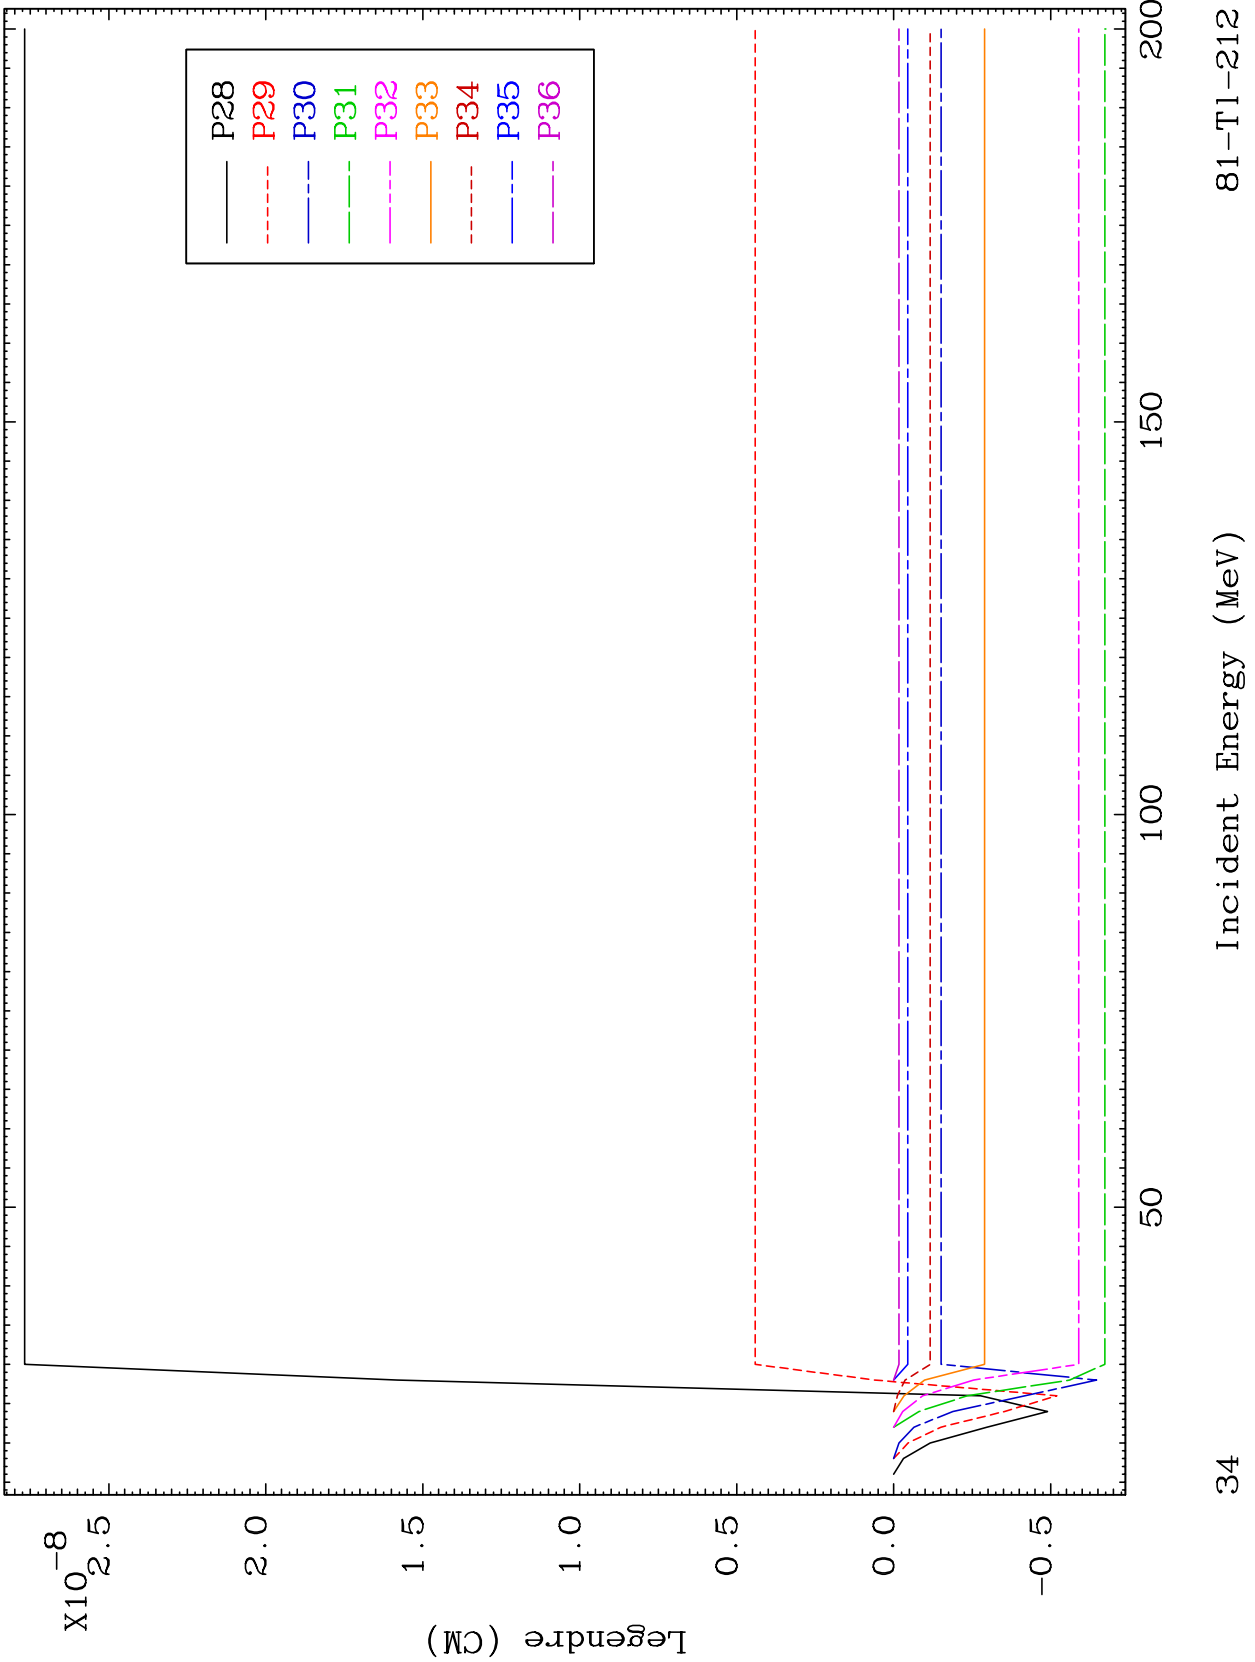 X10-8
2.5
2.0
1.5
1.0
0.5
0.0
-0.5
Legendre (CM)
P28
P29
P30
P31
P32
P33
P34
P35
P36
50
100
150
200
Incident Energy (MeV)
34
81-Tl-212